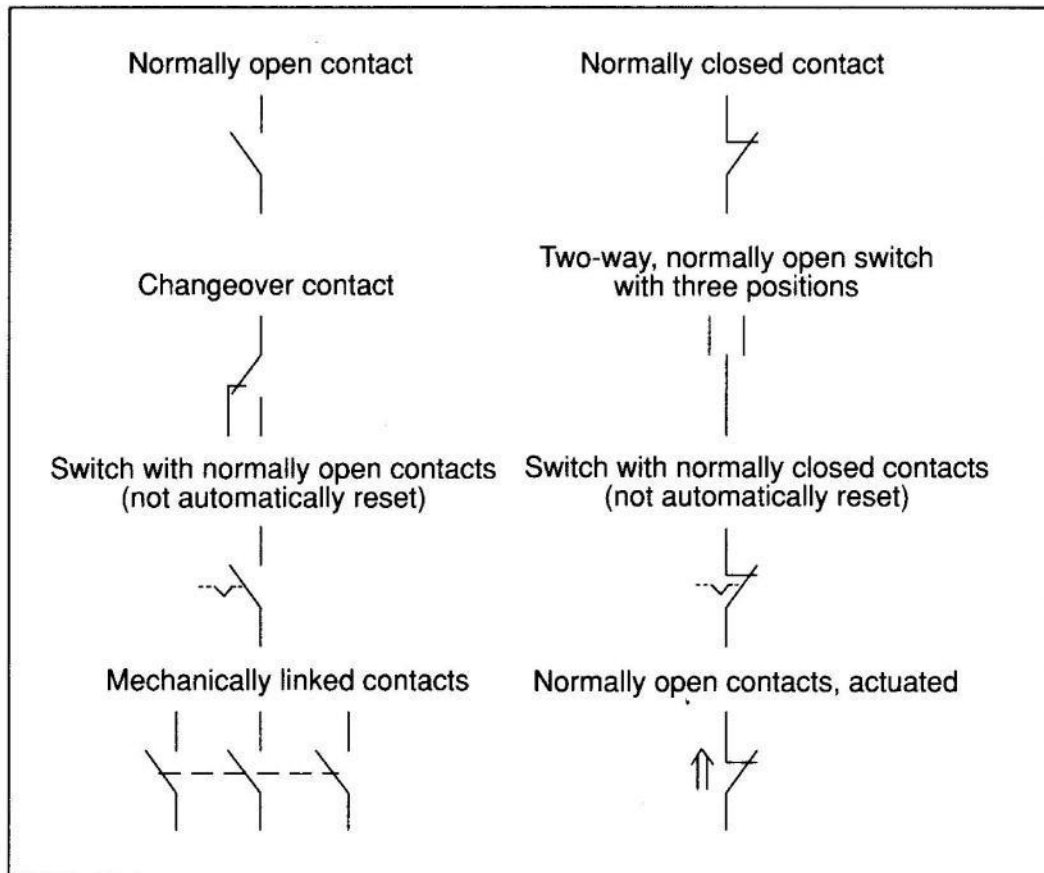 Normally open contact
Normally closed contact
Changeover contact
Two-way, normally open switch
with three positions
Switch with normally open contacts
(not automatically reset)
Switch with normally closed contacts
(not automatically reset)
Mechanically linked contacts
Normally open contacts, actuated